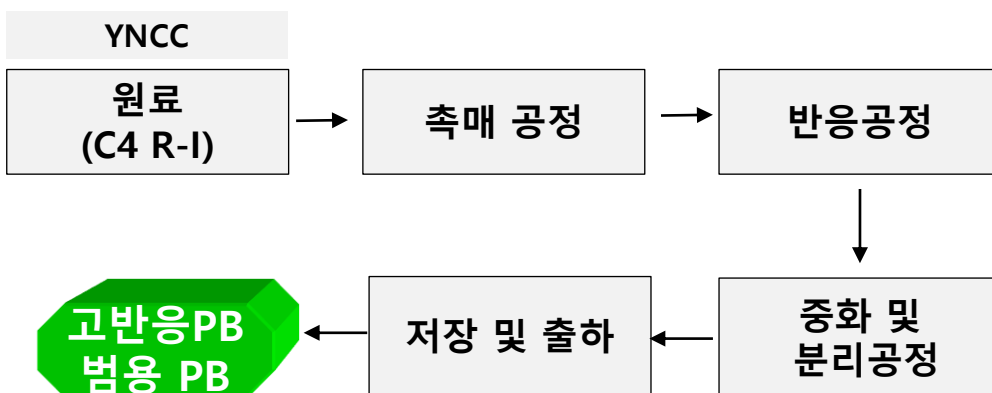 YNCC
원료
(C4 R-I)
촉매 공정
반응공정
중화 및
분리공정
저장 및 출하
고반응PB
범용 PB